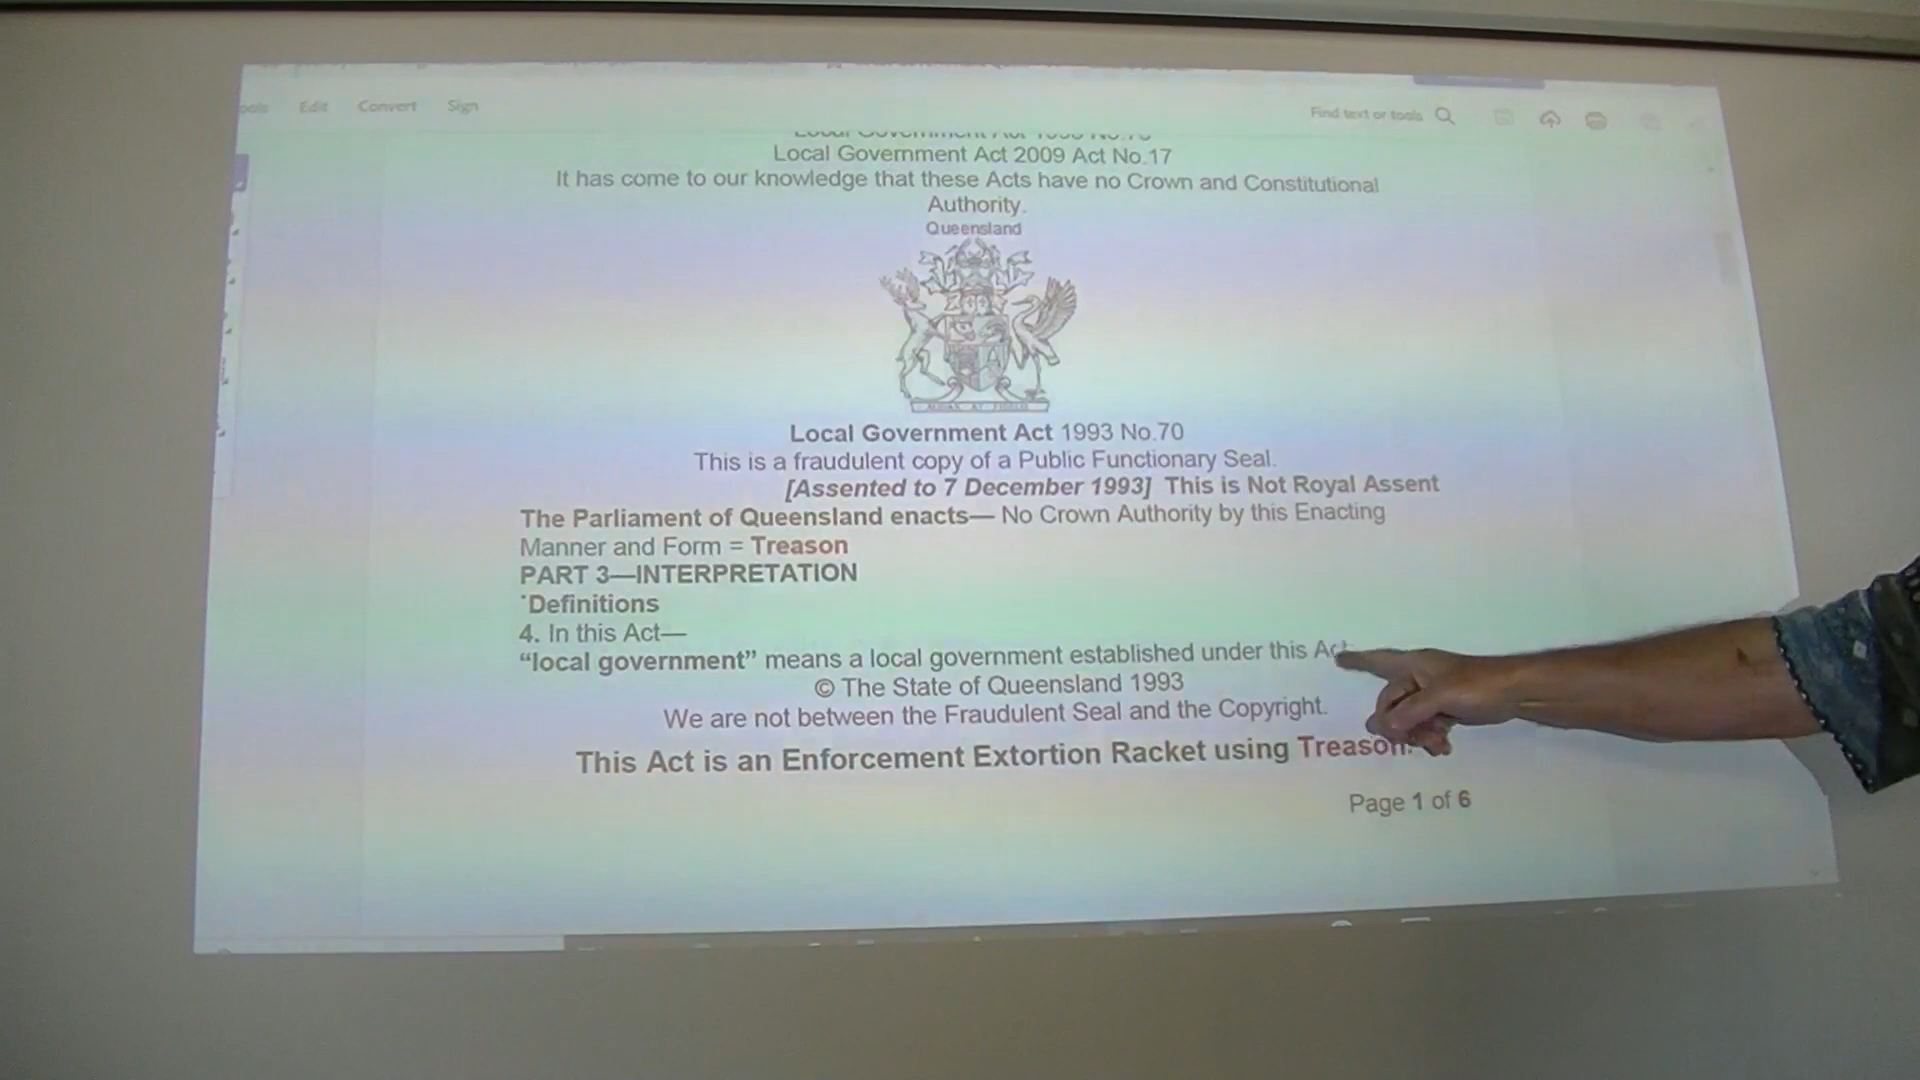 Edit Convert Sign
Find text or tools
Local Government Act 2009 Act No.17
It has come to our knowledge that these Acts have no Crown and Constitutional
Authority.
Queensland
Local Government Act 1993 No.70
This is a fraudulent copy of a Public Functionary Seal.
[Assented to 7 December 1993] This is Not Royal Assent
The Parliament of Queensland enacts— No Crown Authority by this Enacting
Manner and Form = Treason
PART 3—INTERPRETATION
˙Definitions
4. In this Act—
“local government” means a local government established under this Act
© The State of Queensland 1993
We are not between the Fraudulent Seal and the Copyright.
This Act is an Enforcement Extortion Racket using Treason.
Page 1 of 6